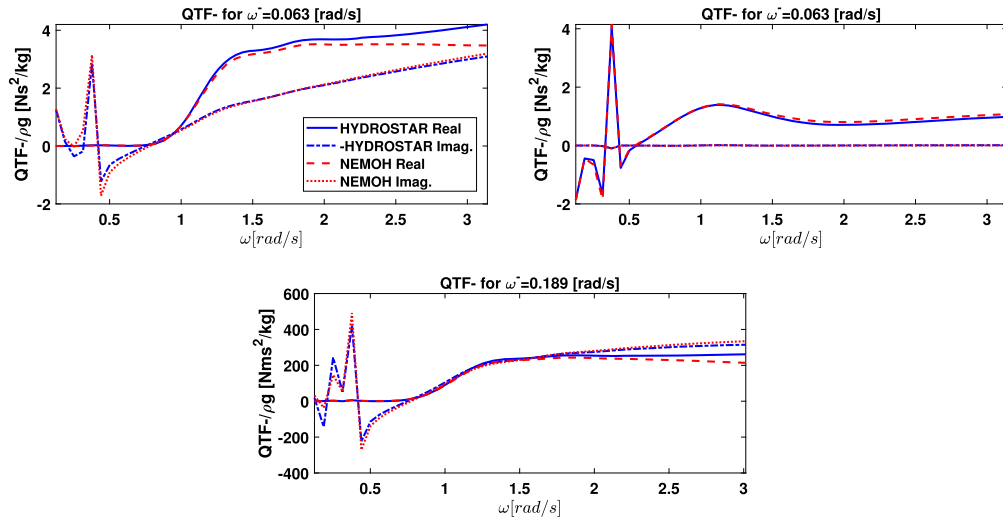 QTF- for ω⁻=0.063 [rad/s]
QTF-/ρg [Ns²/kg]
4
2
0
-2
HYDROSTAR Real
-HYDROSTAR Imag.
NEMOH Real
NEMOH Imag.
0.5 1 1.5 2 2.5 3
ω[rad/s]
QTF- for ω⁻=0.063 [rad/s]
QTF-/ρg [Ns²/kg]
4
2
0
-2
0.5 1 1.5 2 2.5 3
ω[rad/s]
QTF- for ω⁻=0.189 [rad/s]
QTF-/ρg [Nms²/kg]
600
400
200
0
-200
-400
0.5 1 1.5 2 2.5 3
ω[rad/s]